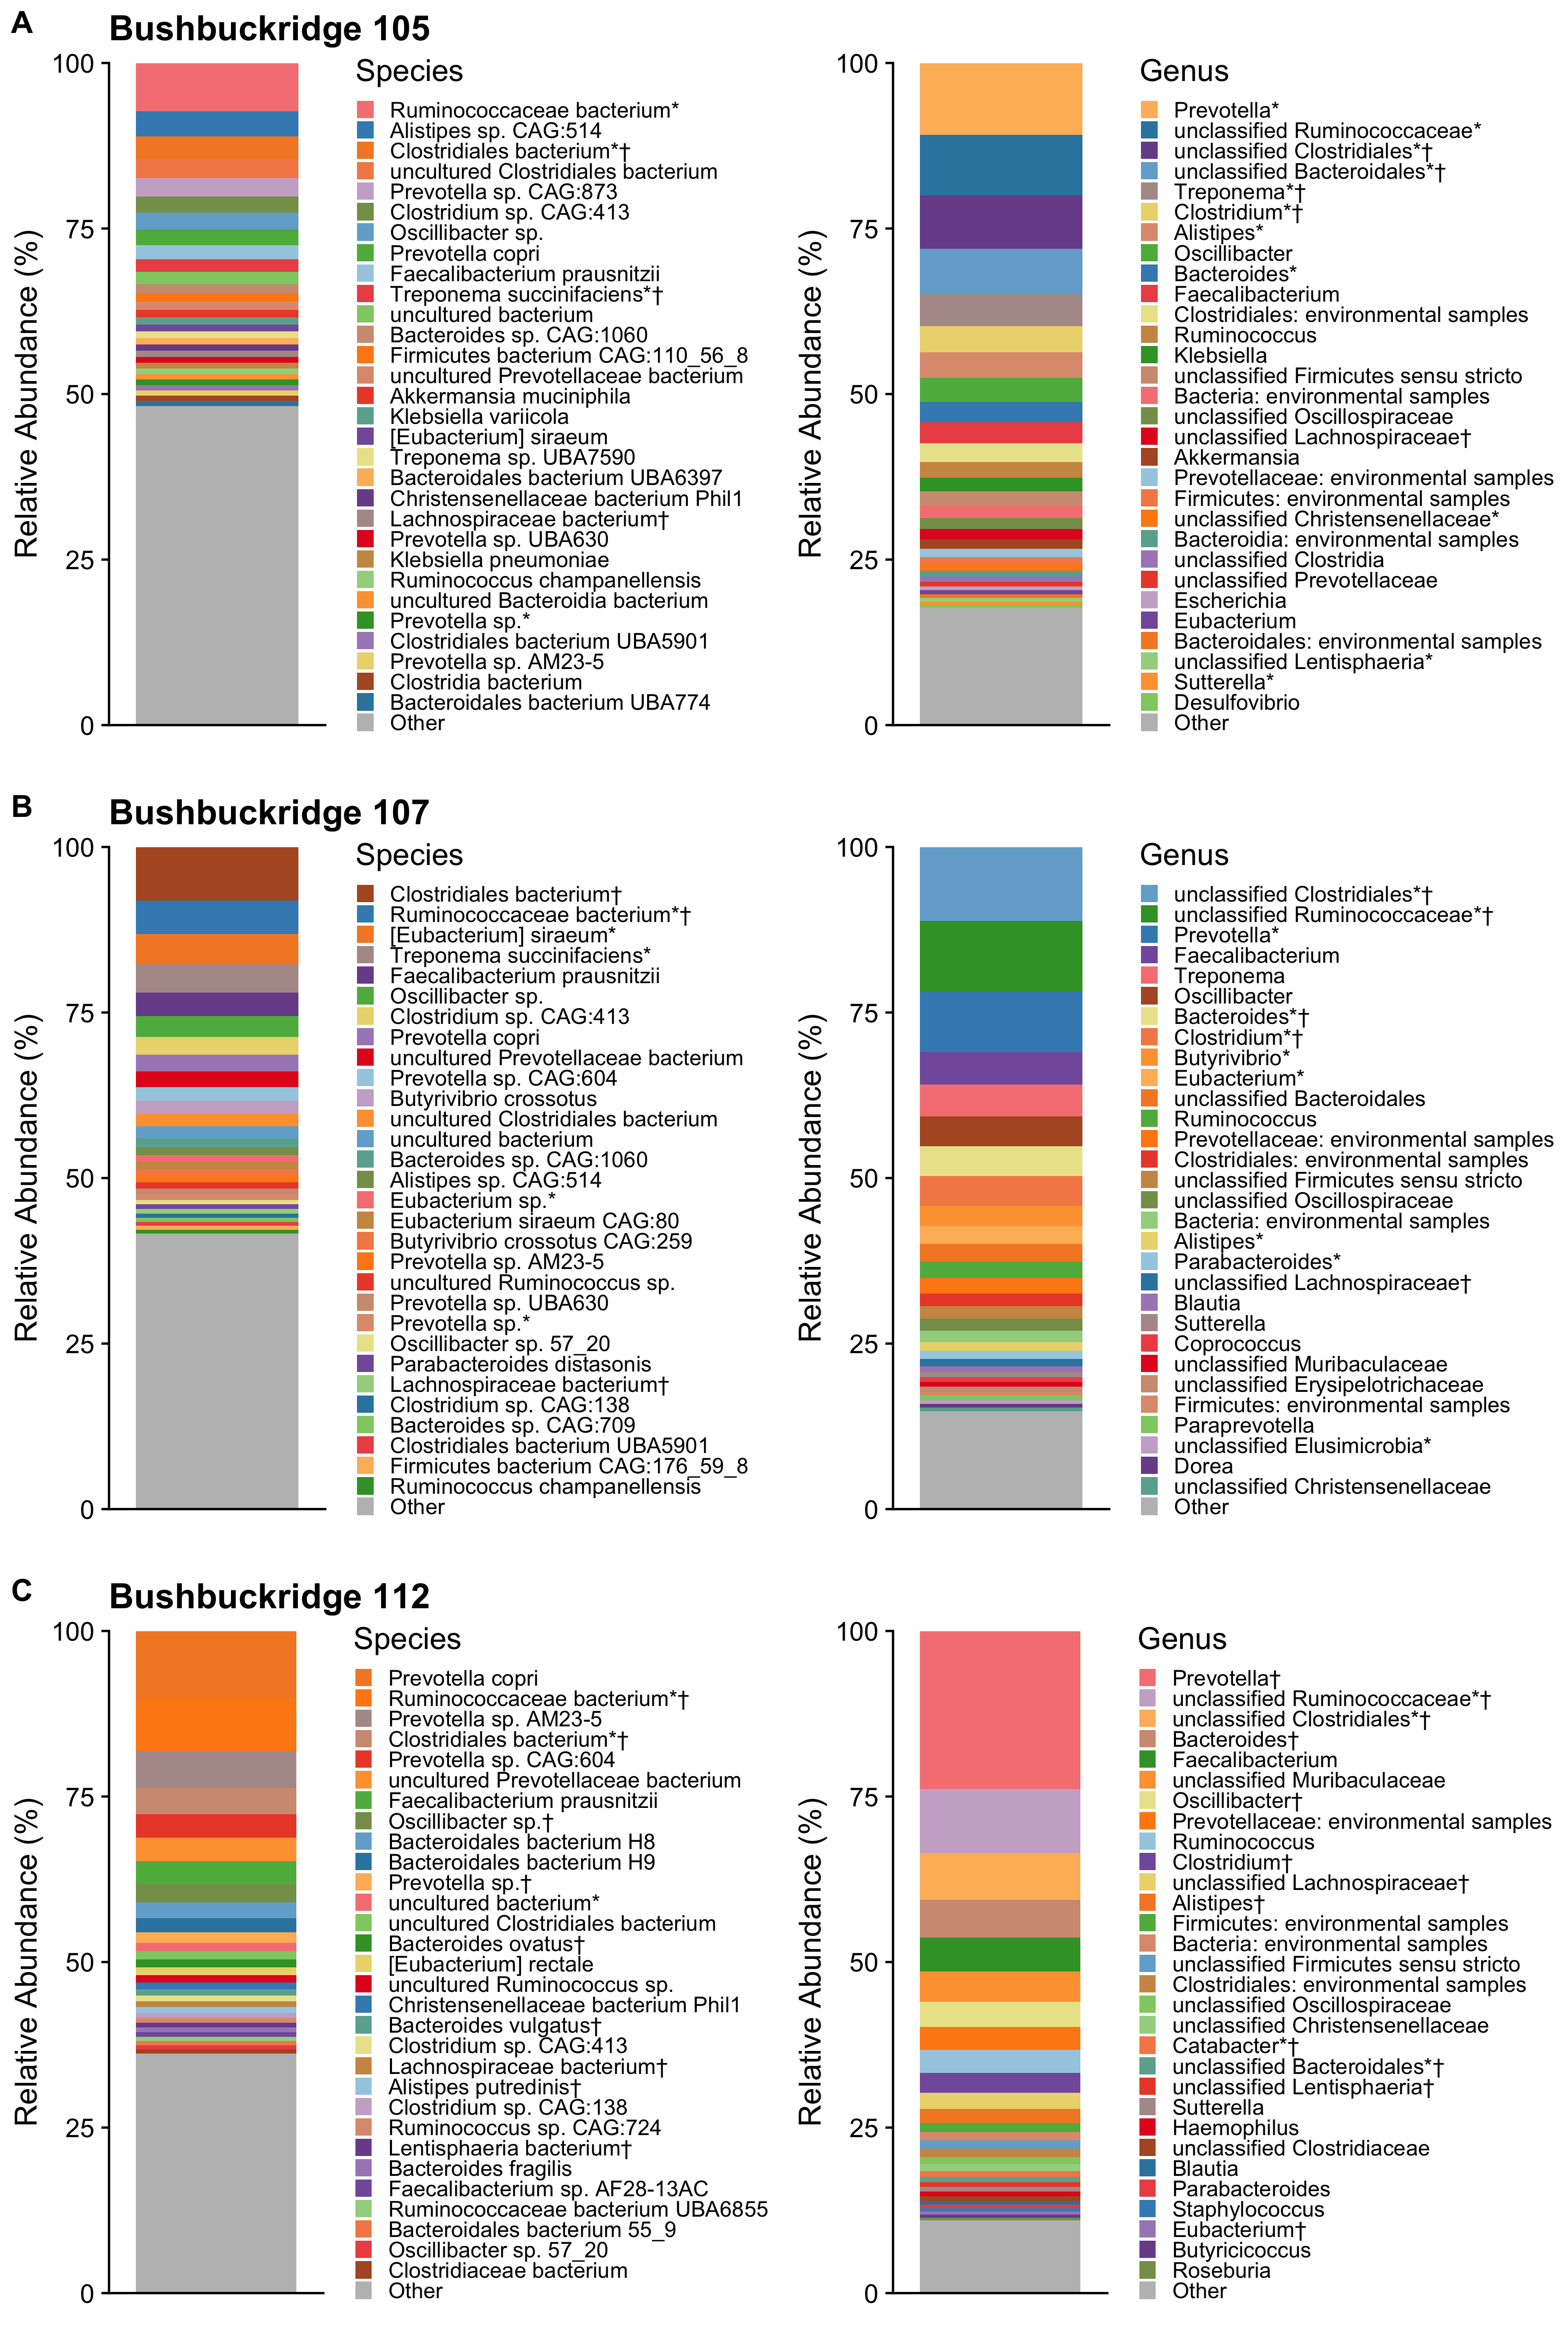 A
Bushbuckridge 105
Relative Abundance (%)
100
75
50
25
0
Species
Ruminococcaceae bacterium*
Alistipes sp. CAG:514
Clostridiales bacterium*†
uncultured Clostridiales bacterium
Prevotella sp. CAG:873
Clostridium sp. CAG:413
Oscillibacter sp.
Prevotella copri
Faecalibacterium prausnitzii
Treponema succinifaciens*†
uncultured bacterium
Bacteroides sp. CAG:1060
Firmicutes bacterium CAG:110_56_8
uncultured Prevotellaceae bacterium
Akkermansia muciniphila
Klebsiella variicola
[Eubacterium] siraeum
Treponema sp. UBA7590
Bacteroidales bacterium UBA6397
Christensenellaceae bacterium Phil1
Lachnospiraceae bacterium†
Prevotella sp. UBA630
Klebsiella pneumoniae
Ruminococcus champanellensis
uncultured Bacteroidia bacterium
Prevotella sp.*
Clostridiales bacterium UBA5901
Prevotella sp. AM23-5
Clostridia bacterium
Bacteroidales bacterium UBA774
Other
Relative Abundance (%)
100
75
50
25
0
Genus
Prevotella*
unclassified Ruminococcaceae*
unclassified Clostridiales*†
unclassified Bacteroidales*†
Treponema*†
Clostridium*†
Alistipes*
Oscillibacter
Bacteroides*
Faecalibacterium
Clostridiales: environmental samples
Ruminococcus
Klebsiella
unclassified Firmicutes sensu stricto
Bacteria: environmental samples
unclassified Oscillospiraceae
unclassified Lachnospiraceae†
Akkermansia
Prevotellaceae: environmental samples
Firmicutes: environmental samples
unclassified Christensenellaceae*
Bacteroidia: environmental samples
unclassified Clostridia
unclassified Prevotellaceae
Escherichia
Eubacterium
Bacteroidales: environmental samples
unclassified Lentisphaeria*
Sutterella*
Desulfovibrio
Other
B
Bushbuckridge 107
Relative Abundance (%)
100
75
50
25
0
Species
Clostridiales bacterium†
Ruminococcaceae bacterium*†
[Eubacterium] siraeum*
Treponema succinifaciens*
Faecalibacterium prausnitzii
Oscillibacter sp.
Clostridium sp. CAG:413
Prevotella copri
uncultured Prevotellaceae bacterium
Prevotella sp. CAG:604
Butyrivibrio crossotus
uncultured Clostridiales bacterium
uncultured bacterium
Bacteroides sp. CAG:1060
Alistipes sp. CAG:514
Eubacterium sp.*
Eubacterium siraeum CAG:80
Butyrivibrio crossotus CAG:259
Prevotella sp. AM23-5
uncultured Ruminococcus sp.
Prevotella sp. UBA630
Prevotella sp.*
Oscillibacter sp. 57_20
Parabacteroides distasonis
Lachnospiraceae bacterium†
Clostridium sp. CAG:138
Bacteroides sp. CAG:709
Clostridiales bacterium UBA5901
Firmicutes bacterium CAG:176_59_8
Ruminococcus champanellensis
Other
Relative Abundance (%)
100
75
50
25
0
Genus
unclassified Clostridiales*†
unclassified Ruminococcaceae*†
Prevotella*
Faecalibacterium
Treponema
Oscillibacter
Bacteroides*†
Clostridium*†
Butyrivibrio*
Eubacterium*
unclassified Bacteroidales
Ruminococcus
Prevotellaceae: environmental samples
Clostridiales: environmental samples
unclassified Firmicutes sensu stricto
unclassified Oscillospiraceae
Bacteria: environmental samples
Alistipes*
Parabacteroides*
unclassified Lachnospiraceae†
Blautia
Sutterella
Coprococcus
unclassified Muribaculaceae
unclassified Erysipelotrichaceae
Firmicutes: environmental samples
Paraprevotella
unclassified Elusimicrobia*
Dorea
unclassified Christensenellaceae
Other
C
Bushbuckridge 112
Relative Abundance (%)
100
75
50
25
0
Species
Prevotella copri
Ruminococcaceae bacterium*†
Prevotella sp. AM23-5
Clostridiales bacterium*†
Prevotella sp. CAG:604
uncultured Prevotellaceae bacterium
Faecalibacterium prausnitzii
Oscillibacter sp.†
Bacteroidales bacterium H8
Bacteroidales bacterium H9
Prevotella sp.†
uncultured bacterium*
uncultured Clostridiales bacterium
Bacteroides ovatus†
[Eubacterium] rectale
uncultured Ruminococcus sp.
Christensenellaceae bacterium Phil1
Bacteroides vulgatus†
Clostridium sp. CAG:413
Lachnospiraceae bacterium†
Alistipes putredinis†
Clostridium sp. CAG:138
Ruminococcus sp. CAG:724
Lentisphaeria bacterium†
Bacteroides fragilis
Faecalibacterium sp. AF28-13AC
Ruminococcaceae bacterium UBA6855
Bacteroidales bacterium 55_9
Oscillibacter sp. 57_20
Clostridiaceae bacterium
Other
Relative Abundance (%)
100
75
50
25
0
Genus
Prevotella†
unclassified Ruminococcaceae*†
unclassified Clostridiales*†
Bacteroides†
Faecalibacterium
unclassified Muribaculaceae
Oscillibacter†
Prevotellaceae: environmental samples
Ruminococcus
Clostridium†
unclassified Lachnospiraceae†
Alistipes†
Firmicutes: environmental samples
Bacteria: environmental samples
unclassified Firmicutes sensu stricto
Clostridiales: environmental samples
unclassified Oscillospiraceae
unclassified Christensenellaceae
Catabacter*†
unclassified Bacteroidales*†
unclassified Lentisphaeria†
Sutterella
Haemophilus
unclassified Clostridiaceae
Blautia
Parabacteroides
Staphylococcus
Eubacterium†
Butyricicoccus
Roseburia
Other